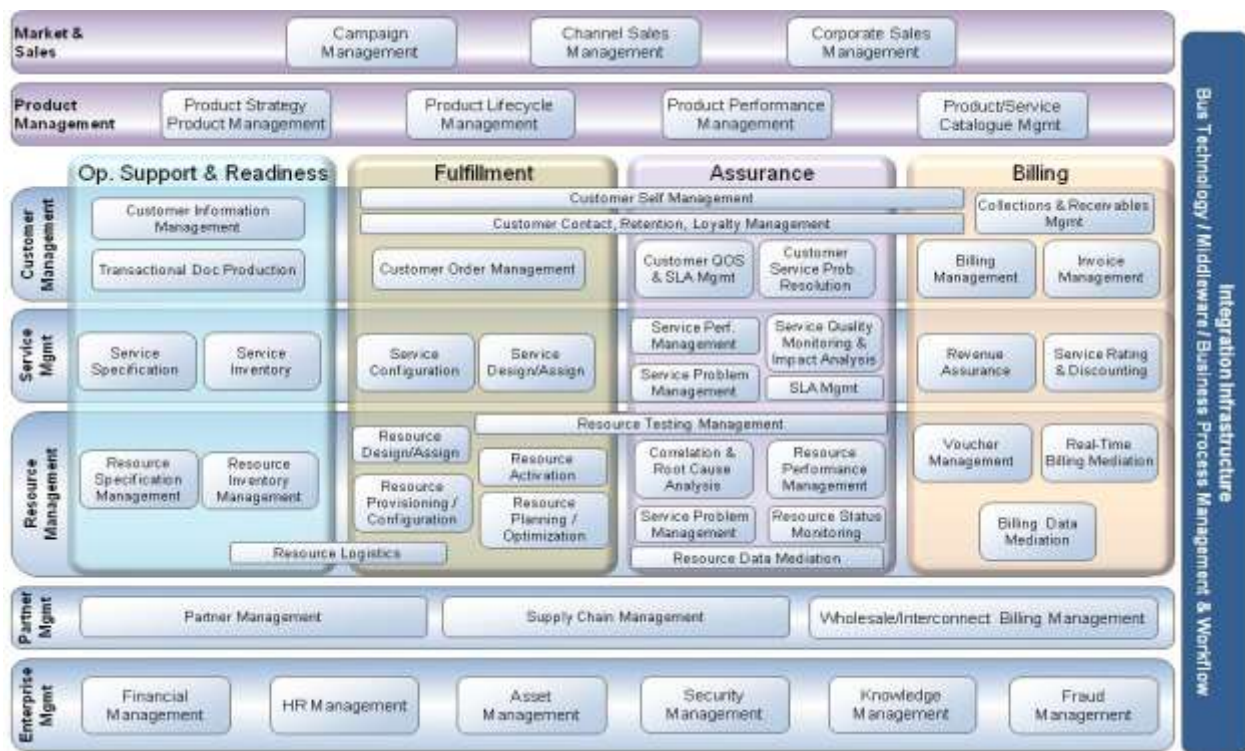 Market &
Sales
Campaign
Management
Channel Sales
Management
Corporate Sales
Management
Product
Management
Product Strategy
Product Management
Product Lifecycle
Management
Product Performance
Management
Product/Service
Catalogue Mgmt.
Op. Support & Readiness
Fulfillment
Assurance
Billing
Customer
Management
Customer Information
Management
Transactional Doc Production
Customer Self Management
Customer Contact, Retention, Loyalty Management
Customer Order Management
Customer QOS
& SLA Mgmt
Customer
Service Prob.
Resolution
Collections & Receivables
Mgmt
Billing
Management
Invoice
Management
Service
Mgmt
Service
Specification
Service
Inventory
Service
Configuration
Service
Design/Assign
Service Perf.
Management
Service Quality
Monitoring &
Impact Analysis
Service Problem
Management
SLA Mgmt
Revenue
Assurance
Service Rating
& Discounting
Resource
Management
Resource Testing Management
Resource
Specification
Management
Resource
Inventory
Management
Resource
Design/Assign
Resource
Activation
Resource
Provisioning /
Configuration
Resource
Planning /
Optimization
Correlation &
Root Cause
Analysis
Resource
Performance
Management
Service Problem
Management
Resource Status
Monitoring
Voucher
Management
Real-Time
Billing Mediation
Billing Data
Mediation
Resource Logistics
Resource Data Mediation
Partner
Mgmt
Partner Management
Supply Chain Management
Wholesale/Interconnect Billing Management
Enterprise
Mgmt
Financial
Management
HR Management
Asset
Management
Security
Management
Knowledge
Management
Fraud
Management
Integration Infrastructure
Bus Technology / Middleware / Business Process Management & Workflow